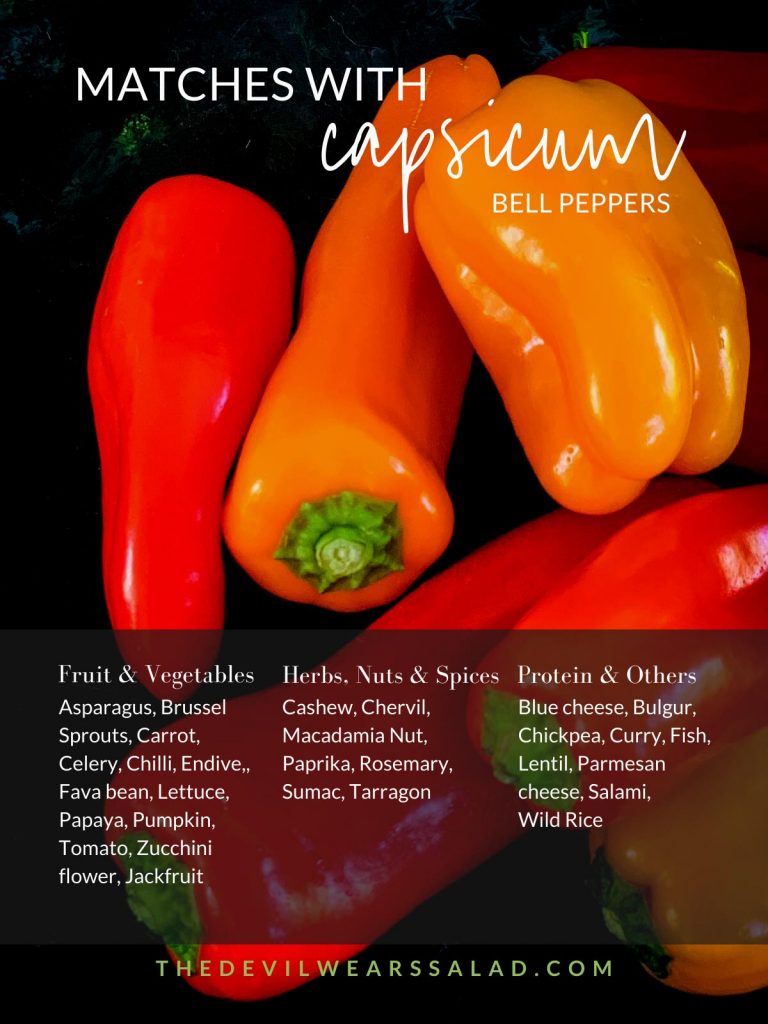 MATCHES WITH
capsicum
BELL PEPPERS
Fruit & Vegetables
Asparagus, Brussel
Sprouts, Carrot,
Celery, Chilli, Endive,,
Fava bean, Lettuce,
Papaya, Pumpkin,
Tomato, Zucchini
flower, Jackfruit
Herbs, Nuts & Spices
Cashew, Chervil,
Macadamia Nut,
Paprika, Rosemary,
Sumac, Tarragon
Protein & Others
Blue cheese, Bulgur,
Chickpea, Curry, Fish,
Lentil, Parmesan
cheese, Salami,
Wild Rice
THEDEVILWEARSSALAD.COM